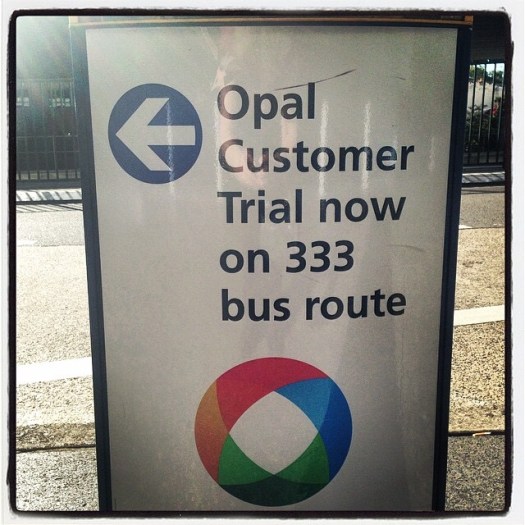 Opal
Customer
Trial now
on 333
bus route